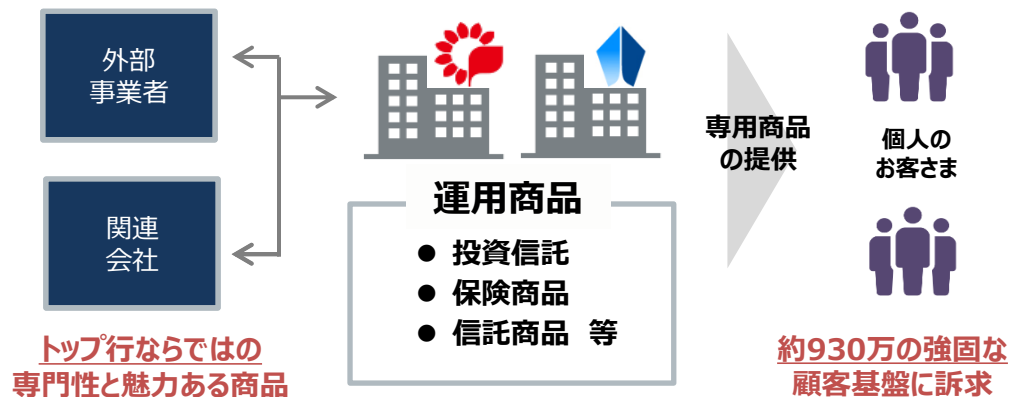 外部
事業者
関連
会社
トップ行ならではの
専門性と魅力ある商品
運用商品
● 投資信託
● 保険商品
● 信託商品 等
専用商品
の提供
個人の
お客さま
約930万の強固な
顧客基盤に訴求